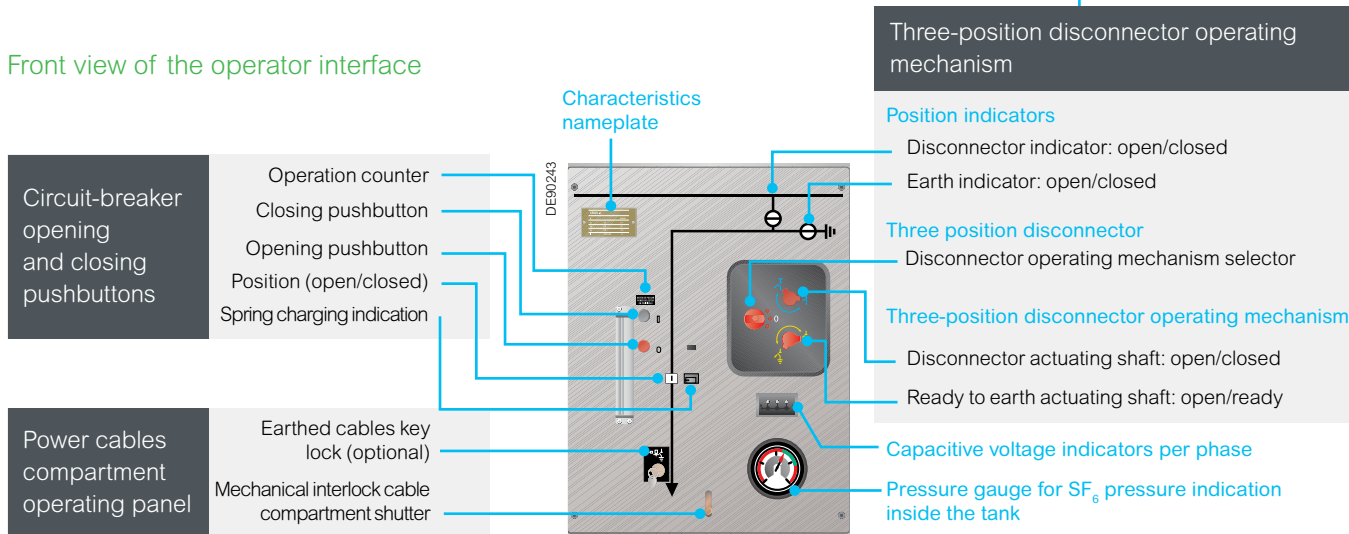 Front view of the operator interface
Circuit-breaker
opening
and closing
pushbuttons
Operation counter
Closing pushbutton
Opening pushbutton
Position (open/closed)
Spring charging indication
Power cables
compartment
operating panel
Earthed cables key
lock (optional)
Mechanical interlock cable
compartment shutter
Characteristics
nameplate
DE90243
I
O
I
O
Three-position disconnector operating
mechanism
Position indicators
Disconnector indicator: open/closed
Earth indicator: open/closed
Three position disconnector
Disconnector operating mechanism selector
Three-position disconnector operating mechanism
Disconnector actuating shaft: open/closed
Ready to earth actuating shaft: open/ready
Capacitive voltage indicators per phase
Pressure gauge for SF₆ pressure indication
inside the tank